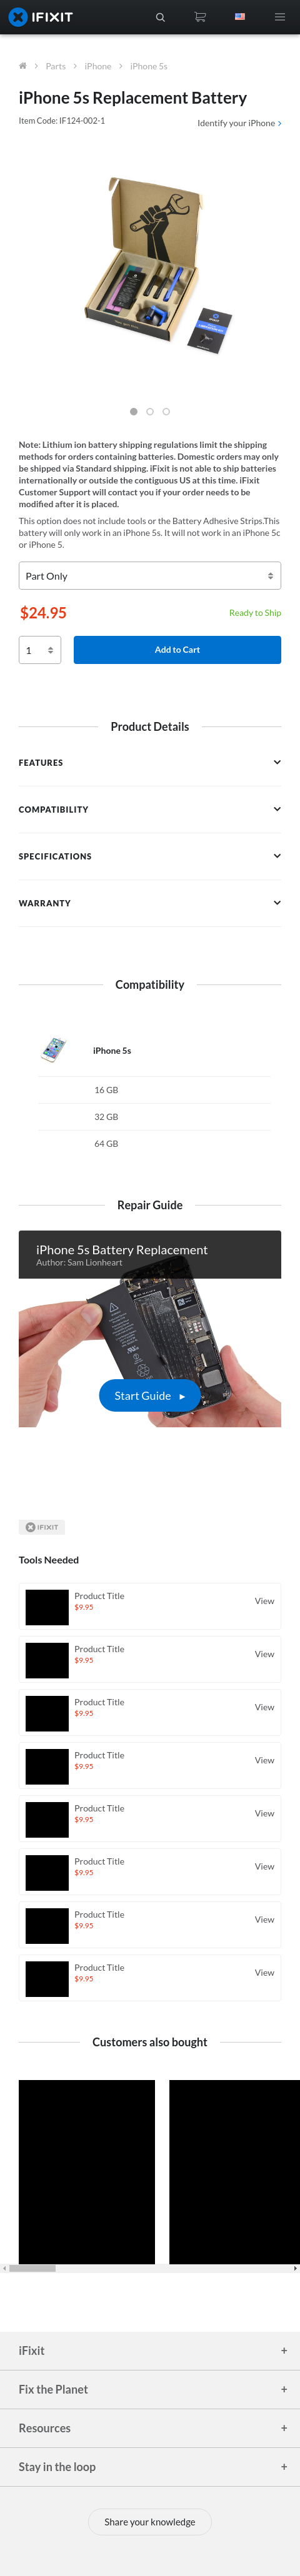 IFIXIT
Parts
iPhone
iPhone 5s
iPhone 5s Replacement Battery
Item Code: IF124-002-1
Identify your iPhone
Note: Lithium ion battery shipping regulations limit the shipping
methods for orders containing batteries. Domestic orders may only
be shipped via Standard shipping. iFixit is not able to ship batteries
internationally or outside the contiguous US at this time. iFixit
Customer Support will contact you if your order needs to be
modified after it is placed.
This option does not include tools or the Battery Adhesive Strips.This
battery will only work in an iPhone 5s. It will not work in an iPhone 5c
or iPhone 5.
Part Only
$24.95
Ready to Ship
1
Add to Cart
Product Details
FEATURES
COMPATIBILITY
SPECIFICATIONS
WARRANTY
Compatibility
iPhone 5s
16 GB
32 GB
64 GB
Repair Guide
iPhone 5s Battery Replacement
Author: Sam Lionheart
Start Guide
IFIXIT
Tools Needed
Product Title
$9.95
View
Product Title
$9.95
View
Product Title
$9.95
View
Product Title
$9.95
View
Product Title
$9.95
View
Product Title
$9.95
View
Product Title
$9.95
View
Product Title
$9.95
View
Customers also bought
iFixit +
Fix the Planet +
Resources +
Stay in the loop +
Share your knowledge